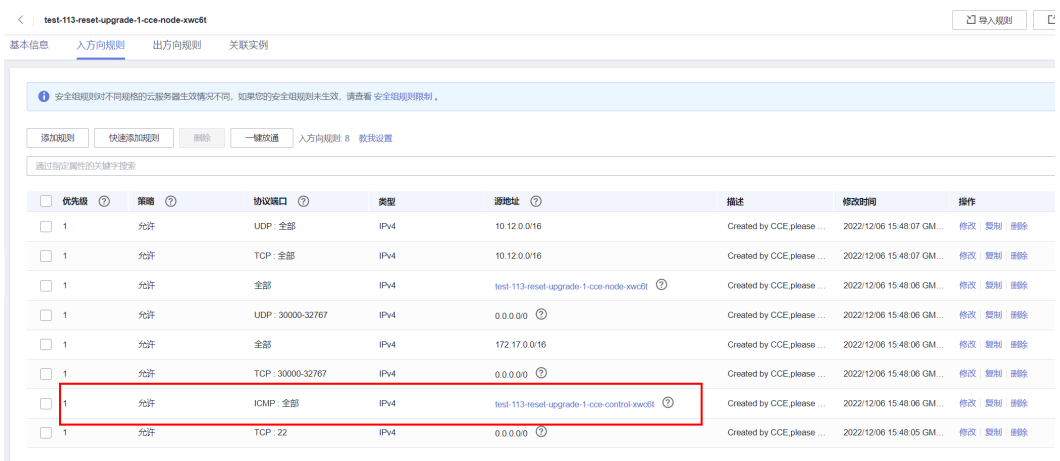 test-113-reset-upgrade-1-cce-node-xwc6t 导入规则
基本信息 入方向规则 出方向规则 关联实例
安全组规则对不同规格的云服务器生效情况不同，如果您的安全组规则未生效，请查看 安全组规则限制 。
添加规则 快速添加规则 删除 一键放通 入方向规则: 8 教我设置
通过指定属性的关键字搜索
优先级 策略 协议端口 类型 源地址 描述 修改时间 操作
1 允许 UDP : 全部 IPv4 10.12.0.0/16 Created by CCE,please ... 2022/12/06 15:48:07 GM... 修改 复制 删除
1 允许 TCP : 全部 IPv4 10.12.0.0/16 Created by CCE,please ... 2022/12/06 15:48:07 GM... 修改 复制 删除
1 允许 全部 IPv4 test-113-reset-upgrade-1-cce-node-xwc6t Created by CCE,please ... 2022/12/06 15:48:06 GM... 修改 复制 删除
1 允许 UDP : 30000-32767 IPv4 0.0.0.0/0 Created by CCE,please ... 2022/12/06 15:48:06 GM... 修改 复制 删除
1 允许 全部 IPv4 172.17.0.0/16 Created by CCE,please ... 2022/12/06 15:48:06 GM... 修改 复制 删除
1 允许 TCP : 30000-32767 IPv4 0.0.0.0/0 Created by CCE,please ... 2022/12/06 15:48:06 GM... 修改 复制 删除
1 允许 ICMP : 全部 IPv4 test-113-reset-upgrade-1-cce-control-xwc6t Created by CCE,please ... 2022/12/06 15:48:06 GM... 修改 复制 删除
1 允许 TCP : 22 IPv4 0.0.0.0/0 Created by CCE,please ... 2022/12/06 15:48:05 GM... 修改 复制 删除